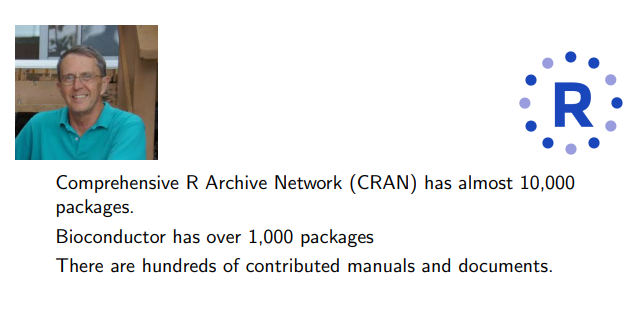 R
Comprehensive R Archive Network (CRAN) has almost 10,000
packages.
Bioconductor has over 1,000 packages
There are hundreds of contributed manuals and documents.